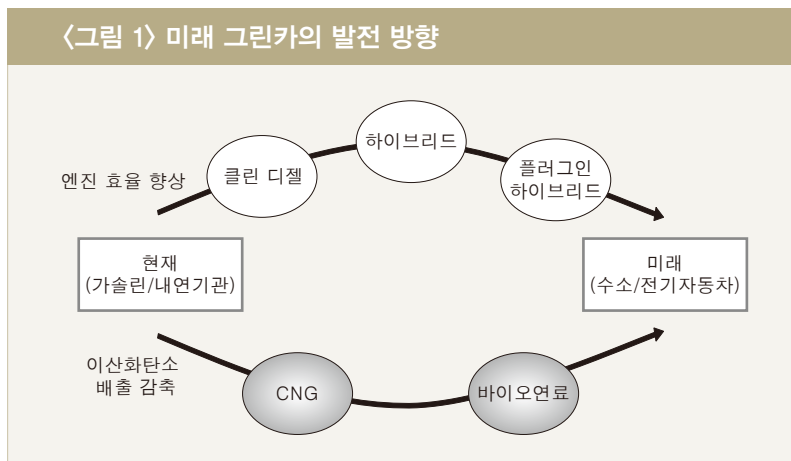 〈그림 1〉 미래 그린카의 발전 방향
하이브리드
클린 디젤
플러그인
하이브리드
엔진 효율 향상
현재
(가솔린/내연기관)
미래
(수소/전기자동차)
이산화탄소
배출 감축
CNG
바이오연료